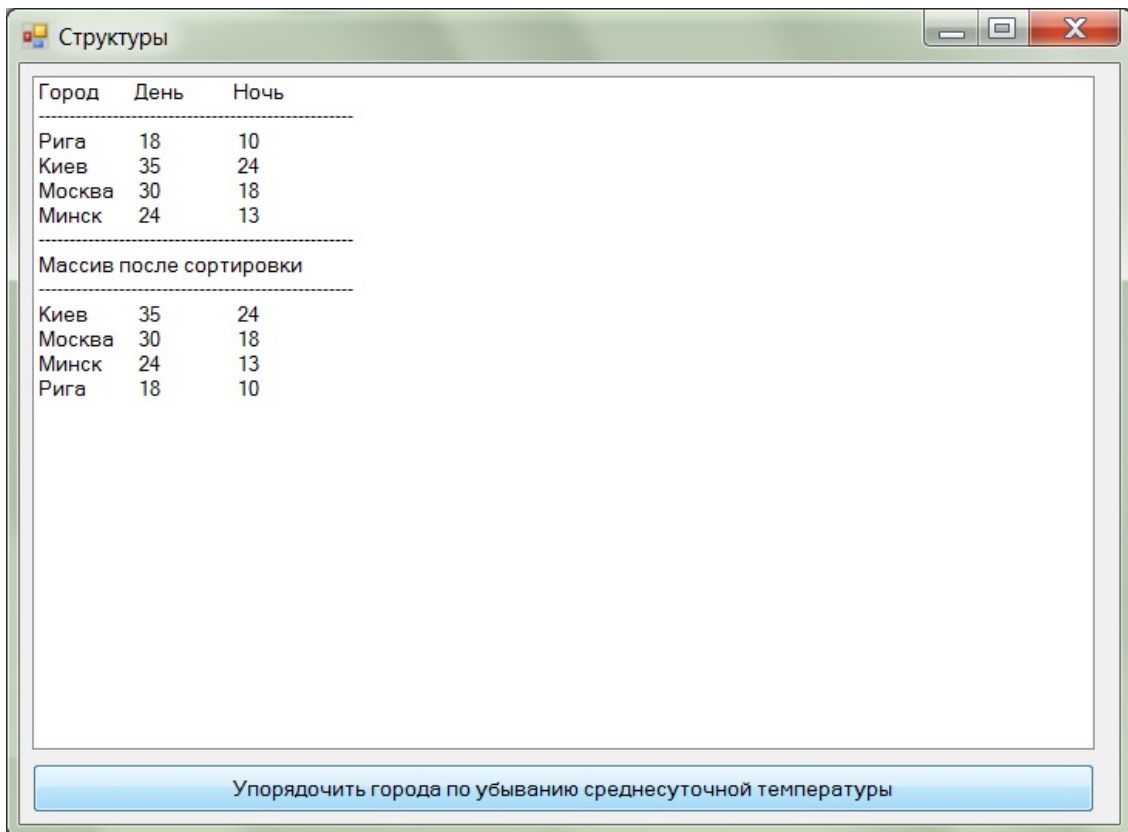 Структуры
Город День Ночь
--------------------------------------------------
Рига 18 10
Киев 35 24
Москва 30 18
Минск 24 13
--------------------------------------------------
Массив после сортировки
--------------------------------------------------
Киев 35 24
Москва 30 18
Минск 24 13
Рига 18 10
Упорядочить города по убыванию среднесуточной температуры